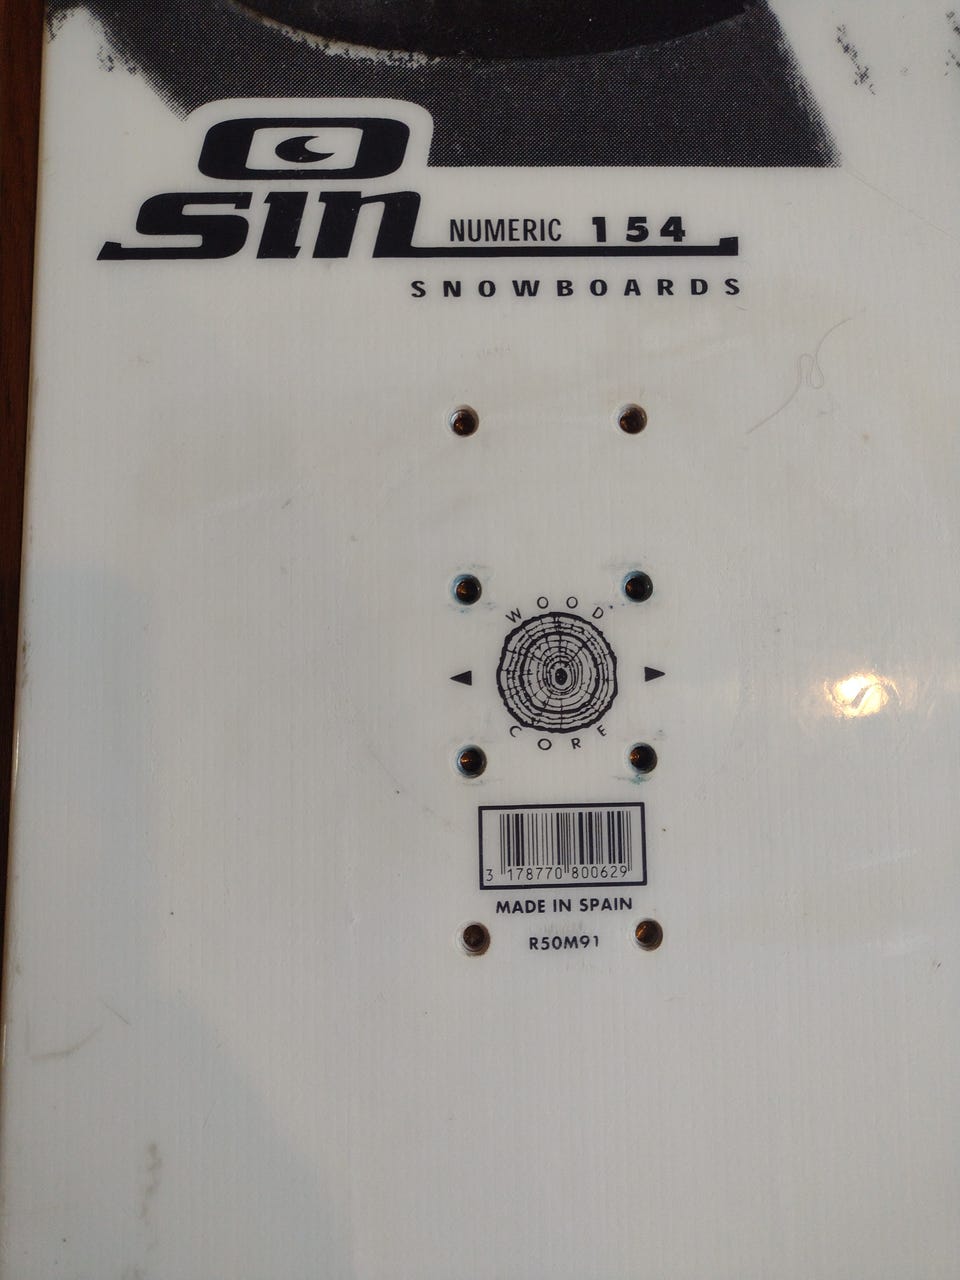 sin NUMERIC 154
SNOWBOARDS
WOOD
CORE
3 178770 800629
MADE IN SPAIN
R50M91